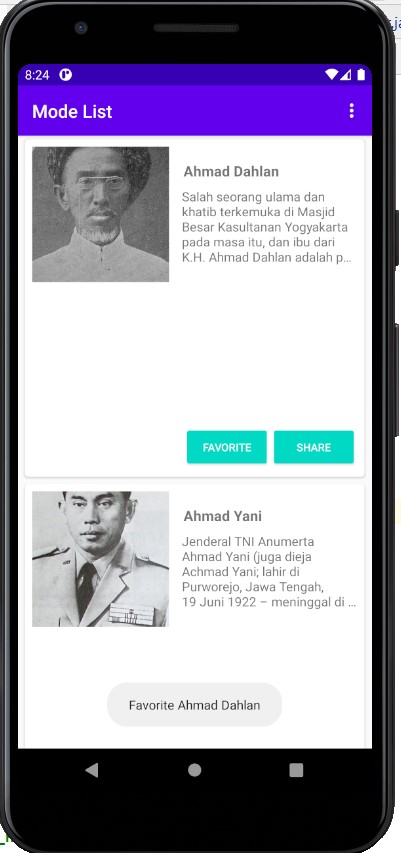 8:24
Mode List
Ahmad Dahlan
Salah seorang ulama dan
khatib terkemuka di Masjid
Besar Kasultanan Yogyakarta
pada masa itu, dan ibu dari
K.H. Ahmad Dahlan adalah p...
FAVORITE SHARE
Ahmad Yani
Jenderal TNI Anumerta
Ahmad Yani (juga dieja
Achmad Yani; lahir di
Purworejo, Jawa Tengah,
19 Juni 1922 – meninggal di ...
Favorite Ahmad Dahlan